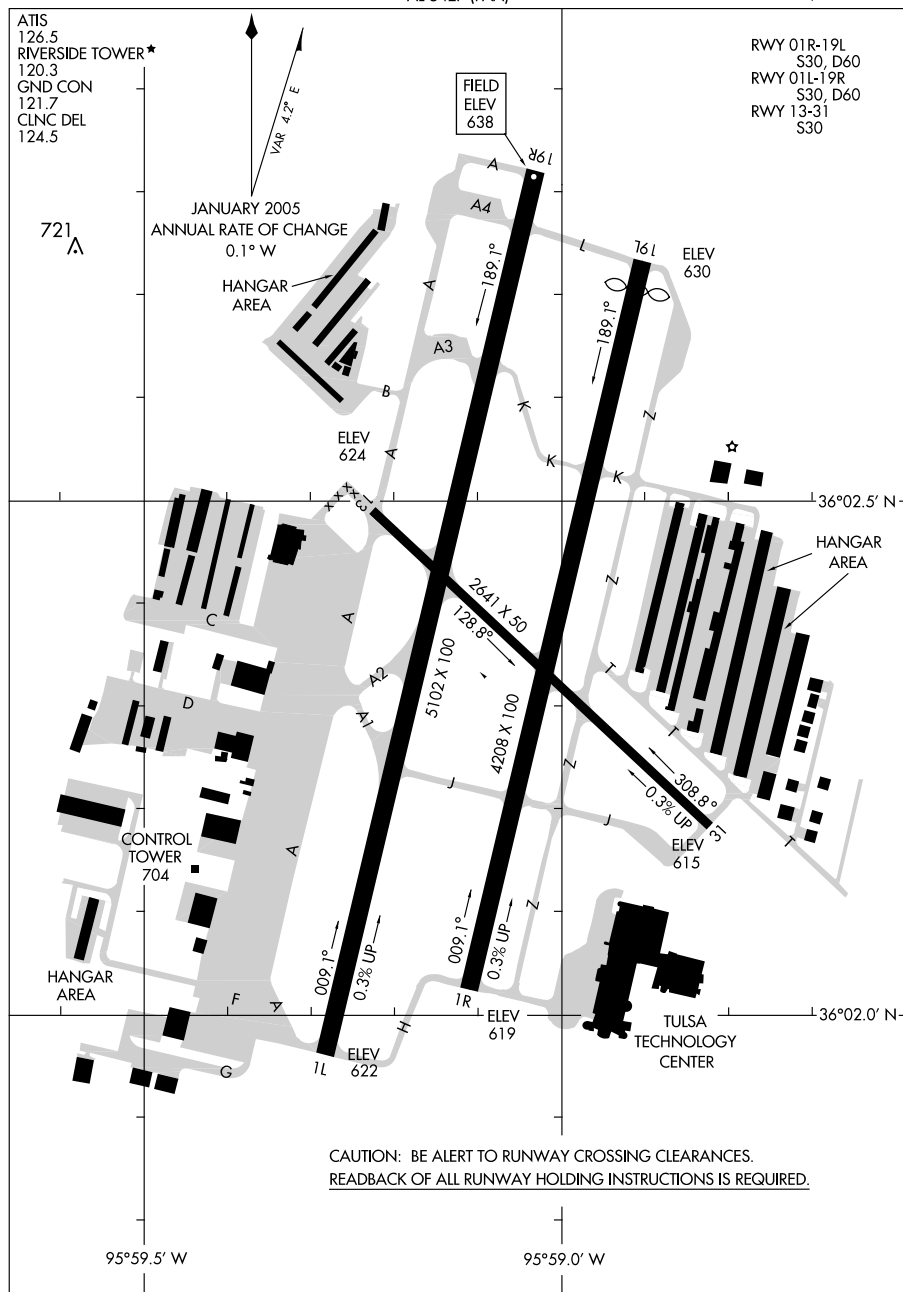 ATIS
126.5
RIVERSIDE TOWER
120.3
GND CON
121.7
CLNC DEL
124.5
VAR 4.2° E
JANUARY 2005
ANNUAL RATE OF CHANGE
0.1° W
RWY 01R-19L
S30, D60
RWY 01L-19R
S30, D60
RWY 13-31
S30
FIELD
ELEV
638
19R
A
A4
L
19L
ELEV
630
721
HANGAR
AREA
A
189.1°
189.1°
A3
B
K
K
K
Z
A
ELEV
624
13
X X X X
36°02.5' N
HANGAR
AREA
2641 X 50
128.8°
C
A
Z
A2
D
A1
5102 X 100
4208 X 100
T
T
T
J
Z
J
308.8°
0.3% UP
31
ELEV
615
CONTROL
TOWER
704
A
Z
009.1°
0.3% UP
009.1°
0.3% UP
HANGAR
AREA
F
A
H
G
1L
ELEV
622
1R
ELEV
619
36°02.0' N
TULSA
TECHNOLOGY
CENTER
CAUTION: BE ALERT TO RUNWAY CROSSING CLEARANCES.
READBACK OF ALL RUNWAY HOLDING INSTRUCTIONS IS REQUIRED.
95°59.5' W
95°59.0' W